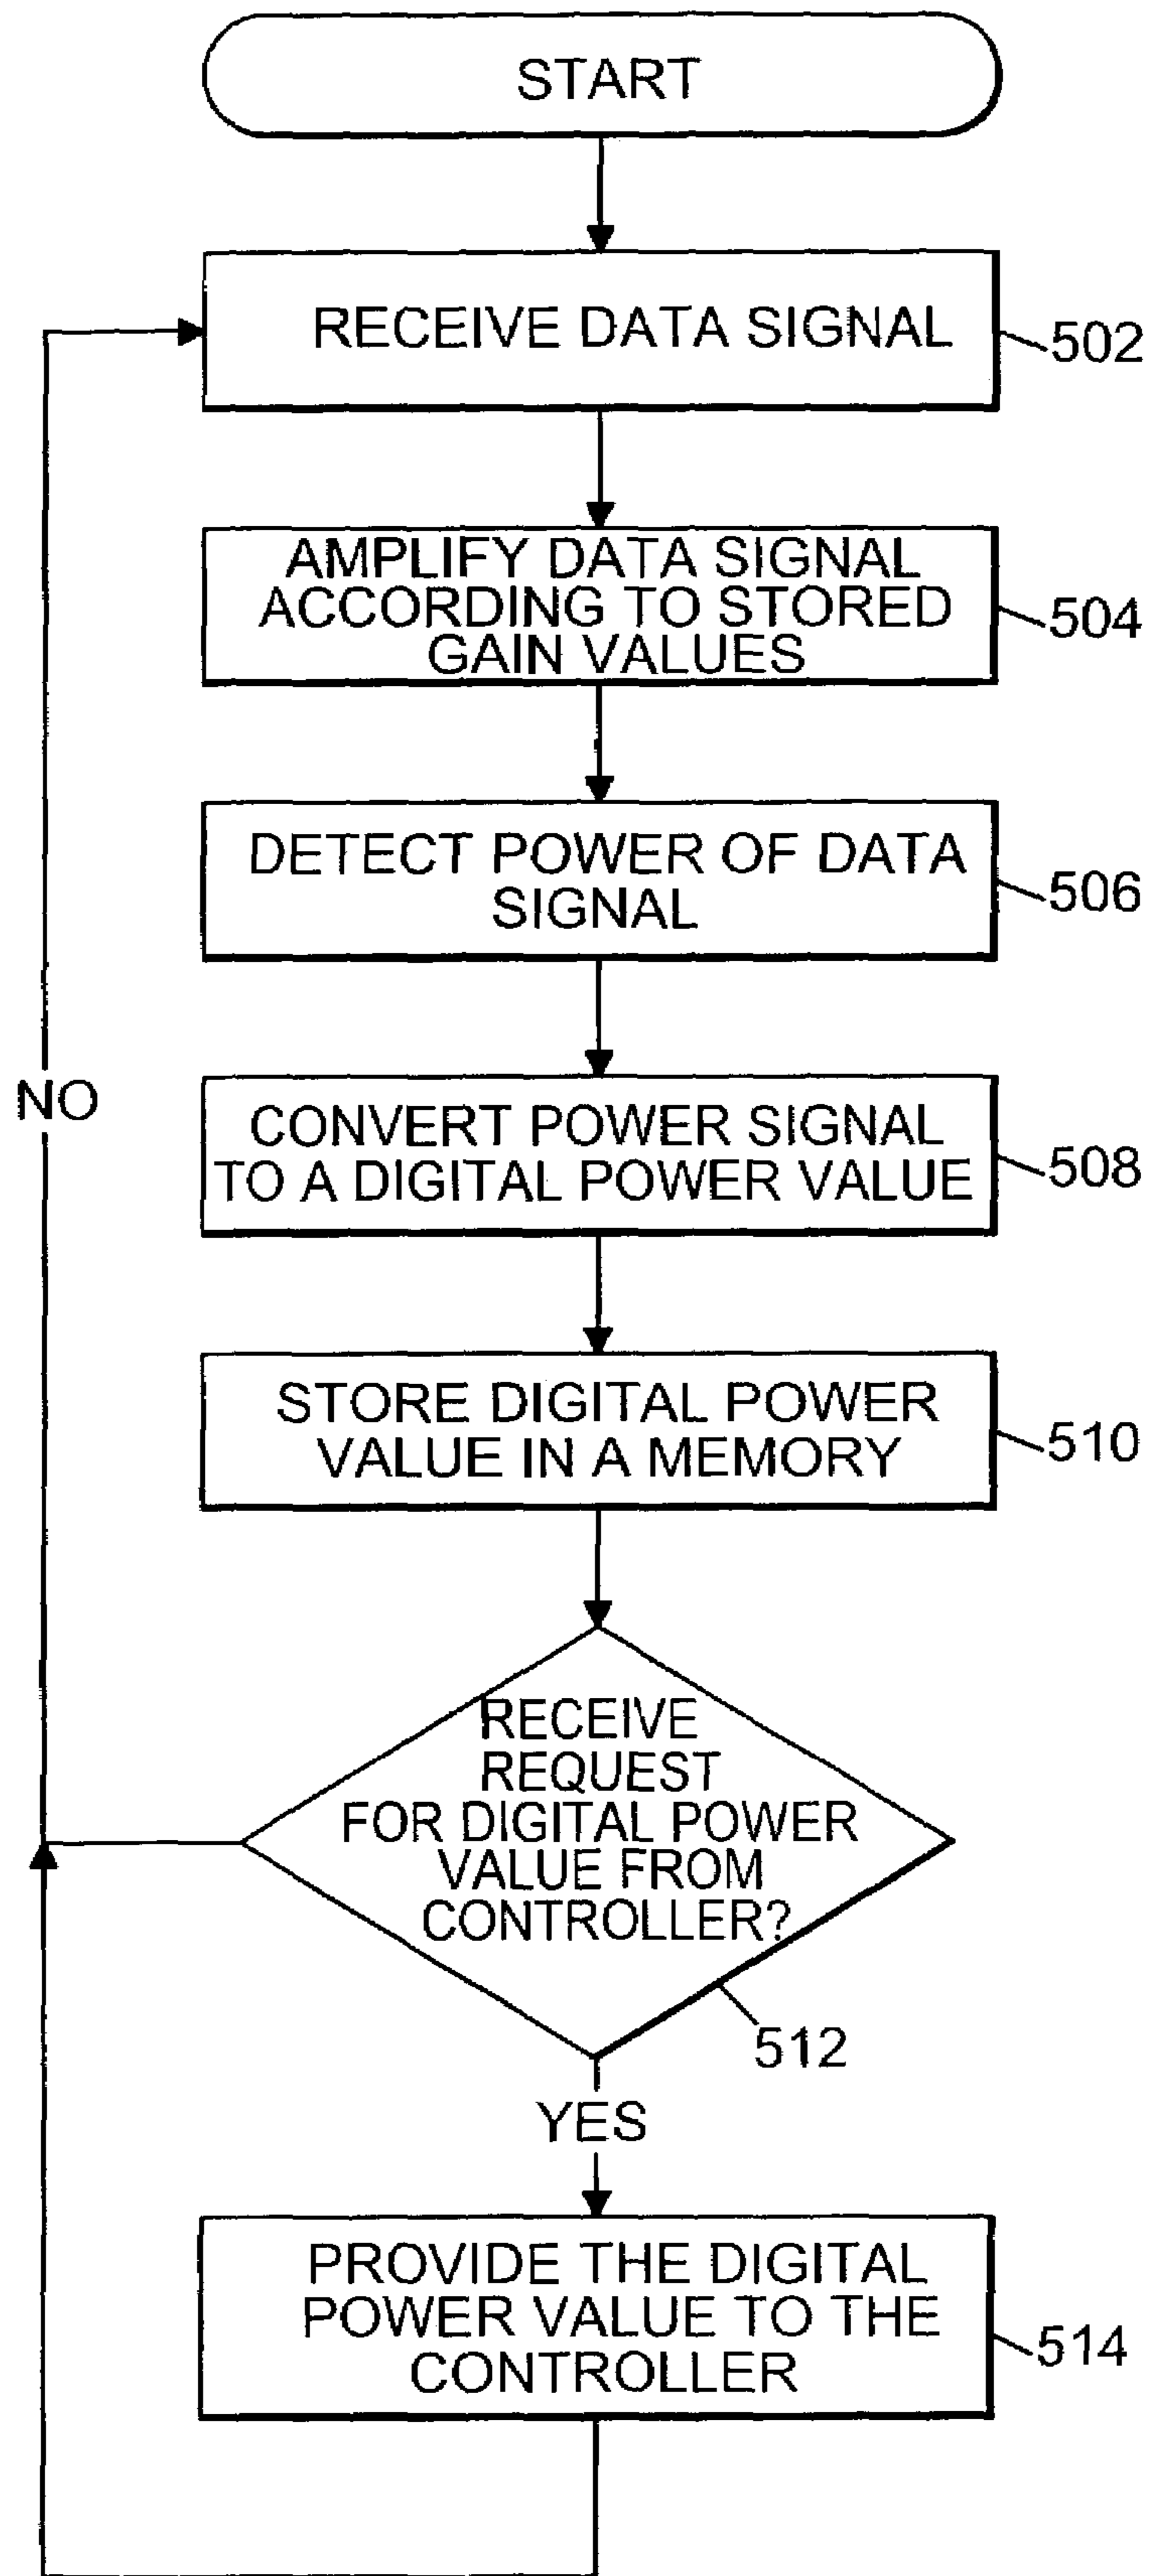 START
RECEIVE DATA SIGNAL
502
AMPLIFY DATA SIGNAL
ACCORDING TO STORED
GAIN VALUES
504
DETECT POWER OF DATA
SIGNAL
506
NO
CONVERT POWER SIGNAL
TO A DIGITAL POWER VALUE
508
STORE DIGITAL POWER
VALUE IN A MEMORY
510
RECEIVE
REQUEST
FOR DIGITAL POWER
VALUE FROM
CONTROLLER?
512
YES
PROVIDE THE DIGITAL
POWER VALUE TO THE
CONTROLLER
514